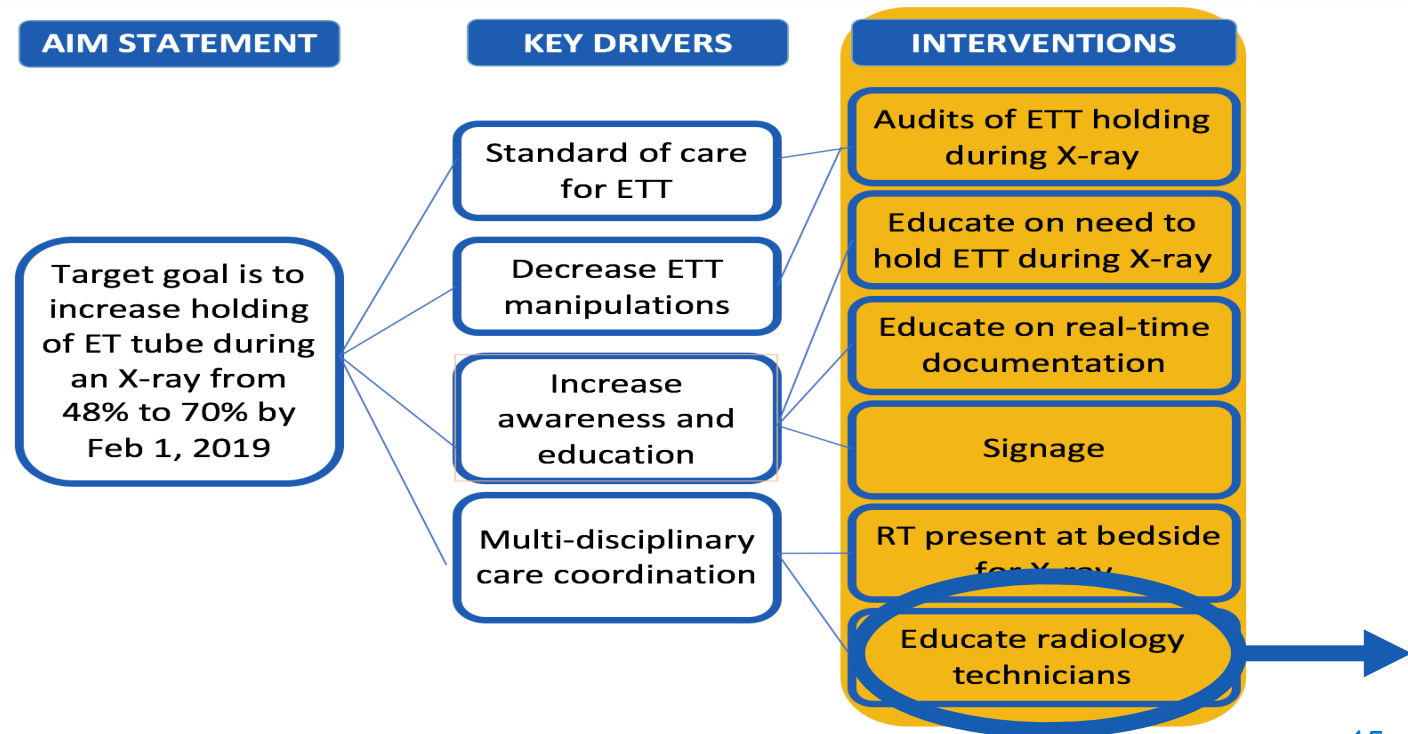 AIM STATEMENT
KEY DRIVERS
INTERVENTIONS
Target goal is to
increase holding
of ET tube during
an X-ray from
48% to 70% by
Feb 1, 2019
Standard of care
for ETT
Decrease ETT
manipulations
Increase
awareness and
education
Multi-disciplinary
care coordination
Audits of ETT holding
during X-ray
Educate on need to
hold ETT during X-ray
Educate on real-time
documentation
Signage
RT present at bedside
for X-ray
Educate radiology
technicians